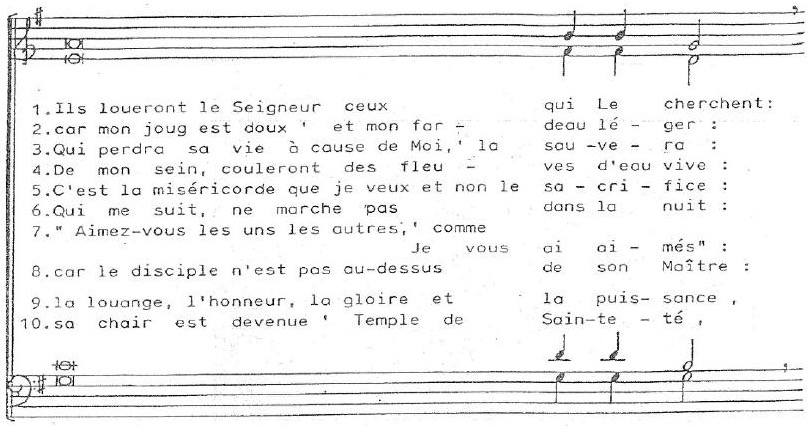 1.Ils loueront le Seigneur ceux qui Le cherchent:
2.car mon joug est doux ' et mon far - deau lé - ger :
3.Qui perdra sa vie à cause de Moi,' la sau -ve - ra :
4.De mon sein, couleront des fleu - ves d'eau vive :
5.C'est la miséricorde que je veux et non le sa - cri - fice :
6.Qui me suit, ne marche pas dans la nuit :
7." Aimez-vous les uns les autres,' comme
Je vous ai ai - més" :
8.car le disciple n'est pas au-dessus de son Maître :
9.la louange, l'honneur, la gloire et la puis- sance ,
10.sa chair est devenue ' Temple de Sain-te - té ,